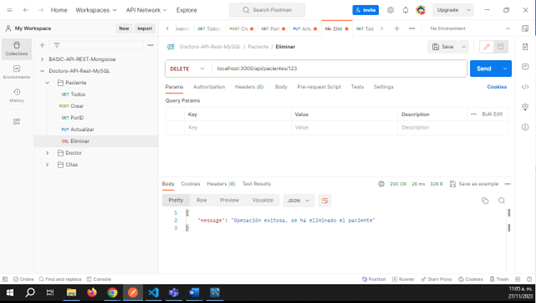 Home Workspaces API Network Explore Search Postman Invite Upgrade
My Workspace New Import
Doctors-API-Rest-MySQL / Paciente / Eliminar Save
No Environment
Collections
Environments
History
BASIC-API-REST-Mongoose
Doctors-API-Rest-MySQL
Paciente
GET Todos
POST Crear
GET PorID
PUT Actualizar
DEL Eliminar
Doctor
Citas
DELETE localhost:3000/api/pacientes/123 Send
Params Authorization Headers (6) Body Pre-request Script Tests Settings Cookies
Query Params
Key Value Description Bulk Edit
Key Value Description
Body Cookies Headers (8) Test Results 200 OK 26 ms 328 B Save as example
Pretty Raw Preview Visualize JSON
1 {
2 "message": "Operación exitosa, se ha eliminado el paciente"
3 }
Online Find and replace Console Runner Start Proxy Cookies Trash
11:05 a. m.
27/11/2023